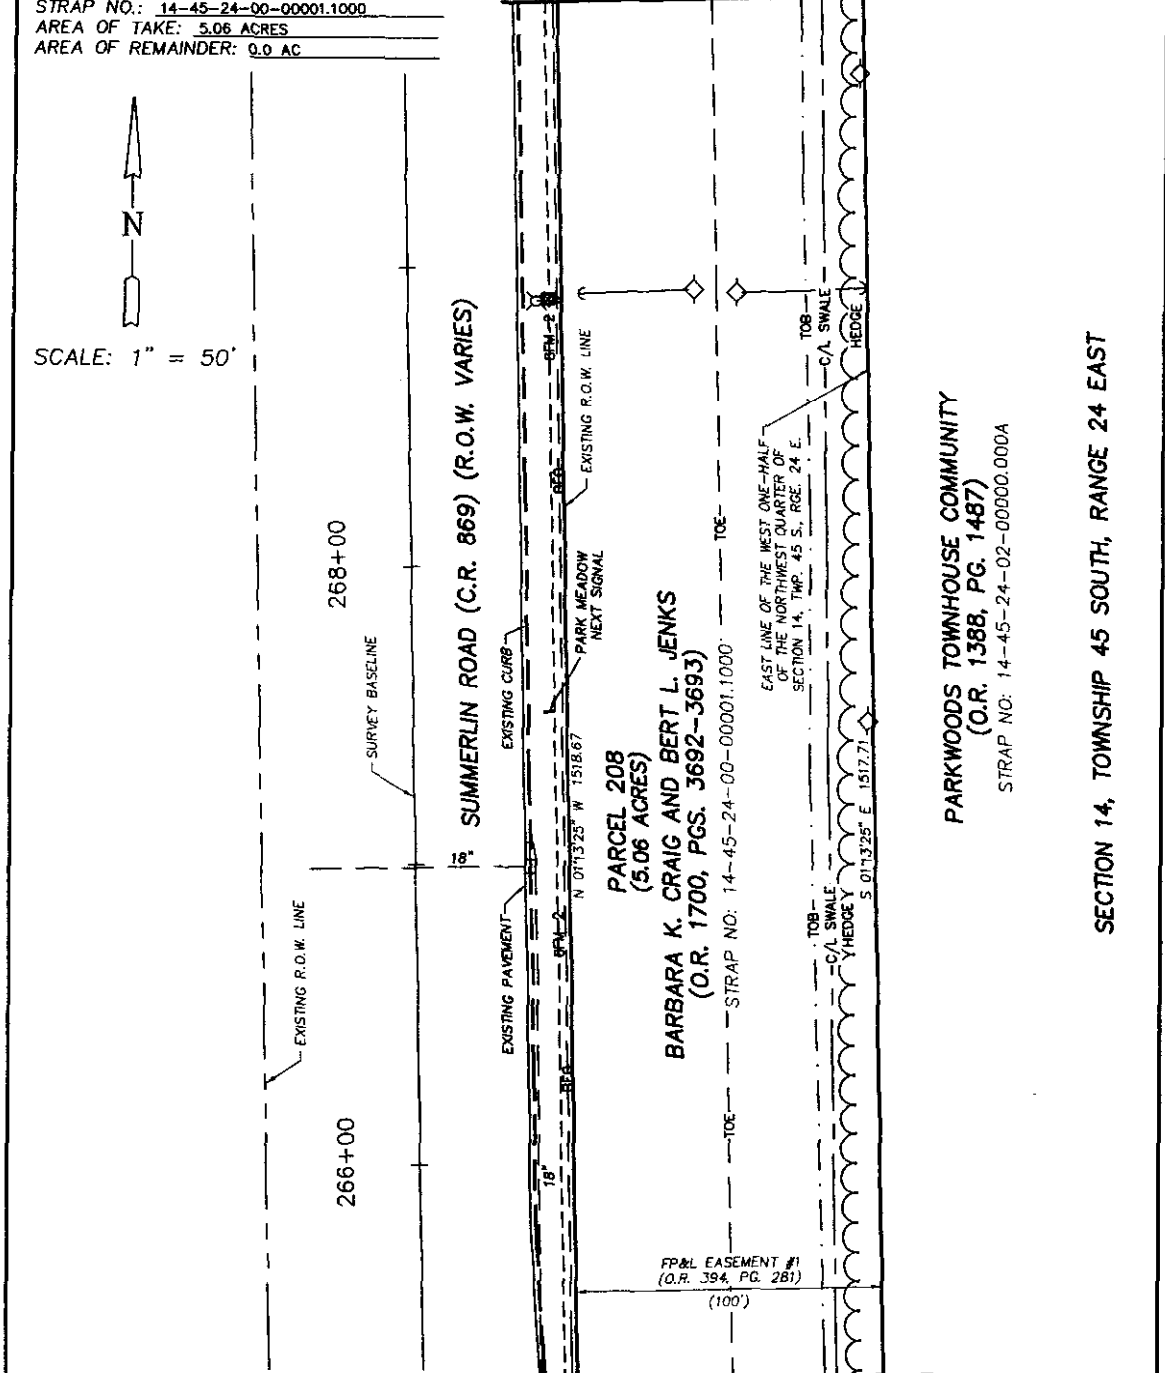 STRAP NO.: 14-45-24-00-00001.1000
AREA OF TAKE: 5.06 ACRES
AREA OF REMAINDER: 0.0 AC
N
SCALE: 1" = 50'
268+00
266+00
EXISTING R.O.W. LINE
SURVEY BASELINE
SUMMERLIN ROAD (C.R. 869) (R.O.W. VARIES)
18"
EXISTING CURB
EXISTING PAVEMENT
BFM-2
BFO
EXISTING R.O.W. LINE
PARK MEADOW
NEXT SIGNAL
N 01°13'25" W 1518.67
BFM-2
BFO
18"
PARCEL 208
(5.06 ACRES)
BARBARA K. CRAIG AND BERT L. JENKS
(O.R. 1700, PGS. 3692-3693)
STRAP NO: 14-45-24-00-00001.1000
TOE
TOE
FP&L EASEMENT #1
(O.R. 394, PG. 281)
(100')
EAST LINE OF THE WEST ONE-HALF
OF THE NORTHWEST QUARTER OF
SECTION 14, TWP. 45 S., RGE. 24 E.
TOB
C/L SWALE
HEDGE
TOB
C/L SWALE
HEDGE
S 01°13'25" E 1517.71
PARKWOODS TOWNHOUSE COMMUNITY
(O.R. 1388, PG. 1487)
STRAP NO: 14-45-24-02-00000.000A
SECTION 14, TOWNSHIP 45 SOUTH, RANGE 24 EAST